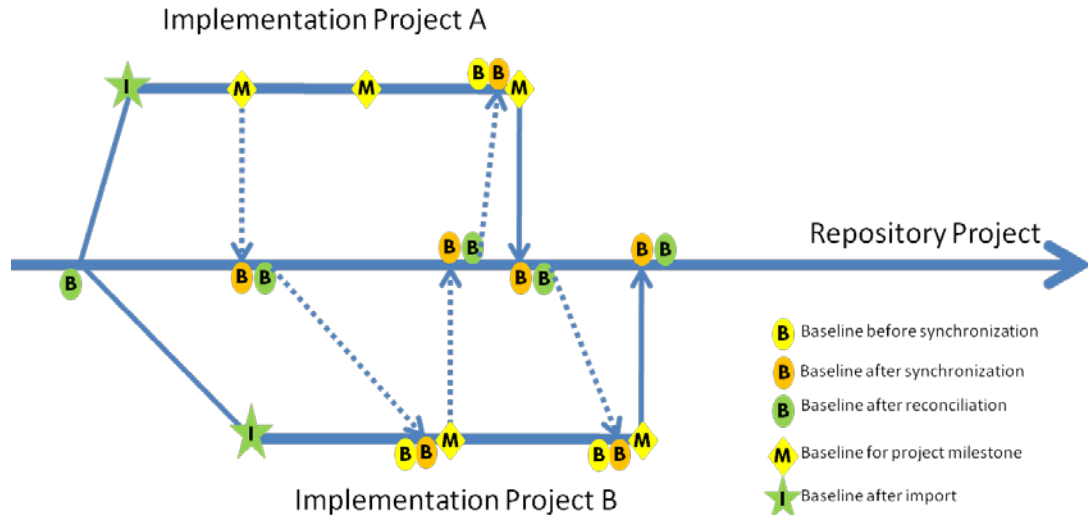 Implementation Project A
B B
I M M M
B B B B
Repository Project
B B B B B
B Baseline before synchronization
B Baseline after synchronization
B Baseline after reconciliation
I M M
B B B B
M Baseline for project milestone
Implementation Project B
I Baseline after import